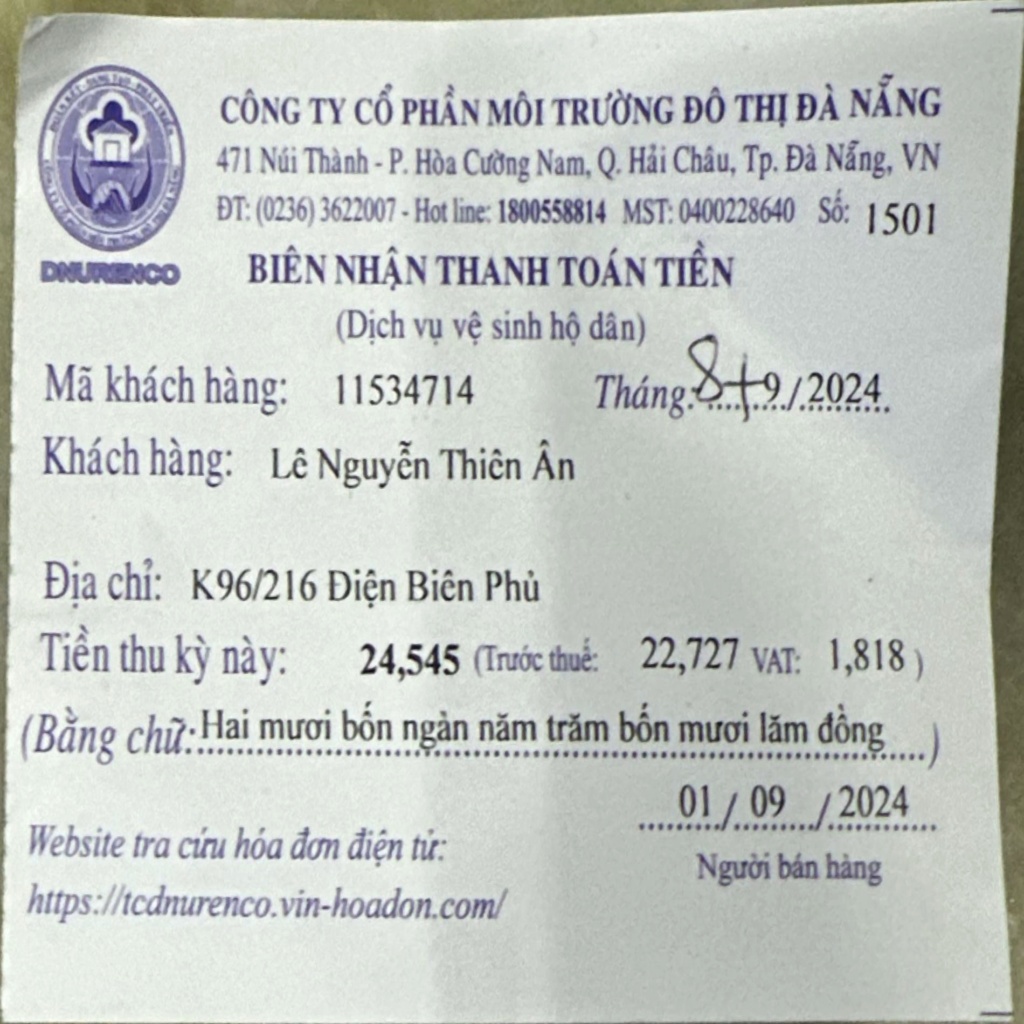 CÔNG TY CỔ PHẦN MÔI TRƯỜNG ĐÔ THỊ ĐÀ NẴNG
471 Núi Thành - P. Hòa Cường Nam, Q. Hải Châu, Tp. Đà Nẵng, VN
ĐT: (0236) 3622007 - Hot line: 1800558814 MST: 0400228640 Số: 1501
DNURENCO
BIÊN NHẬN THANH TOÁN TIỀN
(Dịch vụ vệ sinh hộ dân)
Mã khách hàng: 11534714 Tháng: 8+9/2024
Khách hàng: Lê Nguyễn Thiên Ân
Địa chỉ: K96/216 Điện Biên Phủ
Tiền thu kỳ này: 24,545 (Trước thuế: 22,727 VAT: 1,818 )
(Bằng chữ: Hai mươi bốn ngàn năm trăm bốn mươi lăm đồng )
01 / 09 / 2024
Người bán hàng
Website tra cứu hóa đơn điện tử:
https://tcdnurenco.vin-hoadon.com/